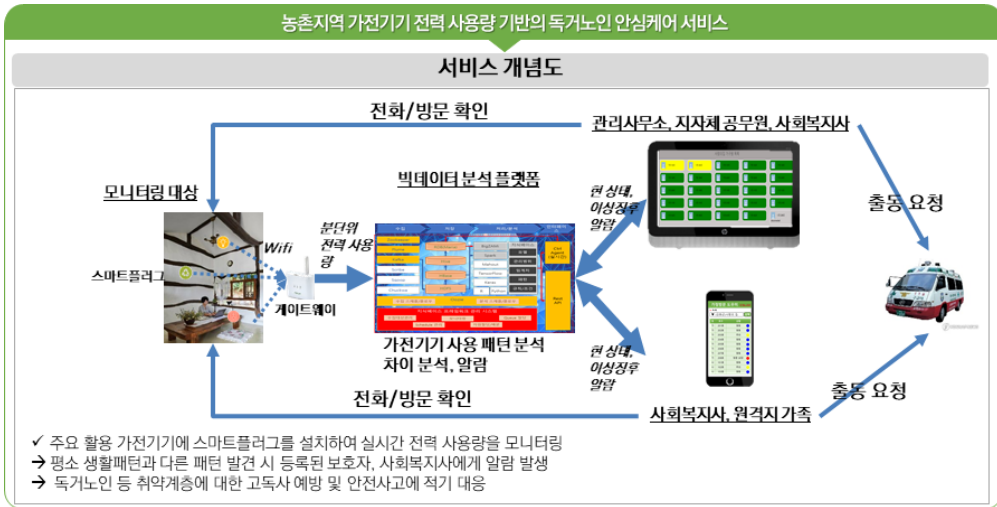 농촌지역 가전기기 전력 사용량 기반의 독거노인 안심케어 서비스
서비스 개념도
전화/방문 확인
관리사무소, 지자체 공무원, 사회복지사
모니터링 대상
빅데이터 분석 플랫폼
현 상태,
이상징후
알람
출동 요청
Wifi
분단위
전력 사용
량
스마트플러그
게이트웨이
가전기기 사용 패턴 분석
차이 분석, 알람
현 상태,
이상징후
알람
전화/방문 확인
출동 요청
사회복지사, 원격지 가족
✓ 주요 활용 가전기기에 스마트플러그를 설치하여 실시간 전력 사용량을 모니터링
→ 평소 생활패턴과 다른 패턴 발견 시 등록된 보호자, 사회복지사에게 알람 발생
→ 독거노인 등 취약계층에 대한 고독사 예방 및 안전사고에 적기 대응